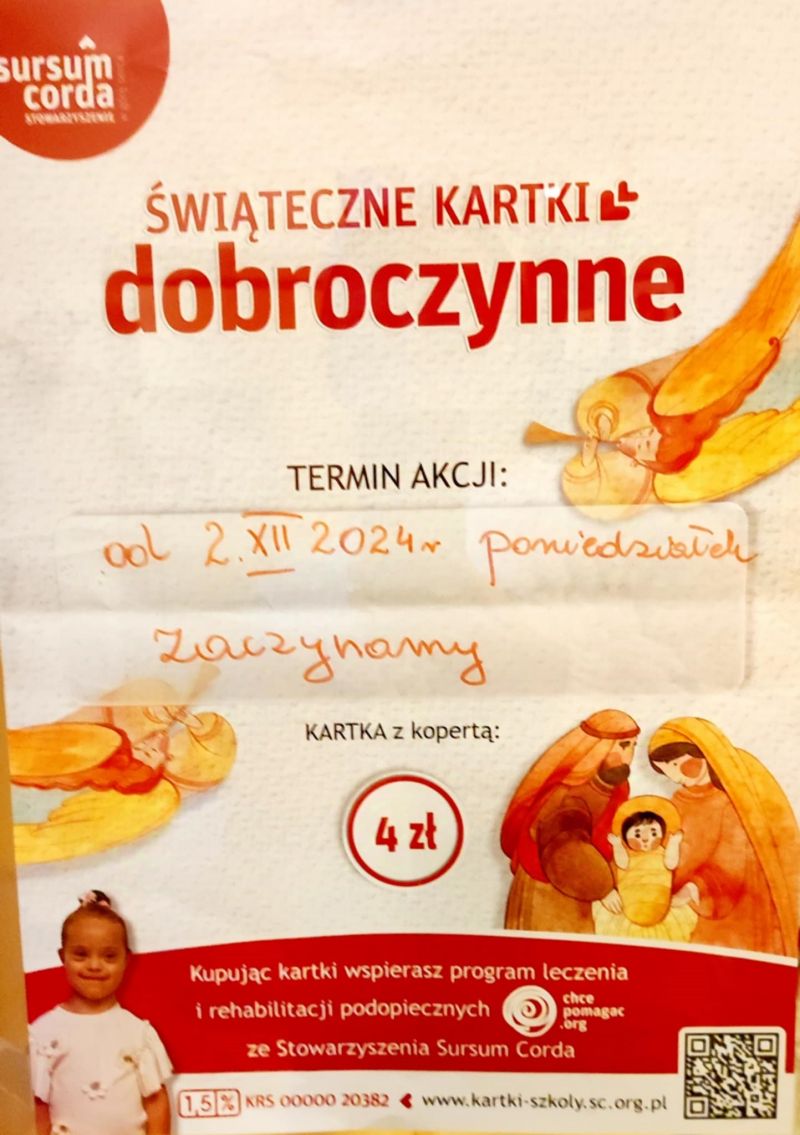 sursum
corda
STOWARZYSZENIE
ŚWIĄTECZNE KARTKI
dobroczynne
TERMIN AKCJI:
od 2.XII 2024r poniedziałek
zaczynamy
KARTKA z kopertą:
4 zł
Kupując kartki wspierasz program leczenia
i rehabilitacji podopiecznych chcę pomagac .org
ze Stowarzyszenia Sursum Corda
1,5% KRS 00000 20382 www.kartki-szkoly.sc.org.pl